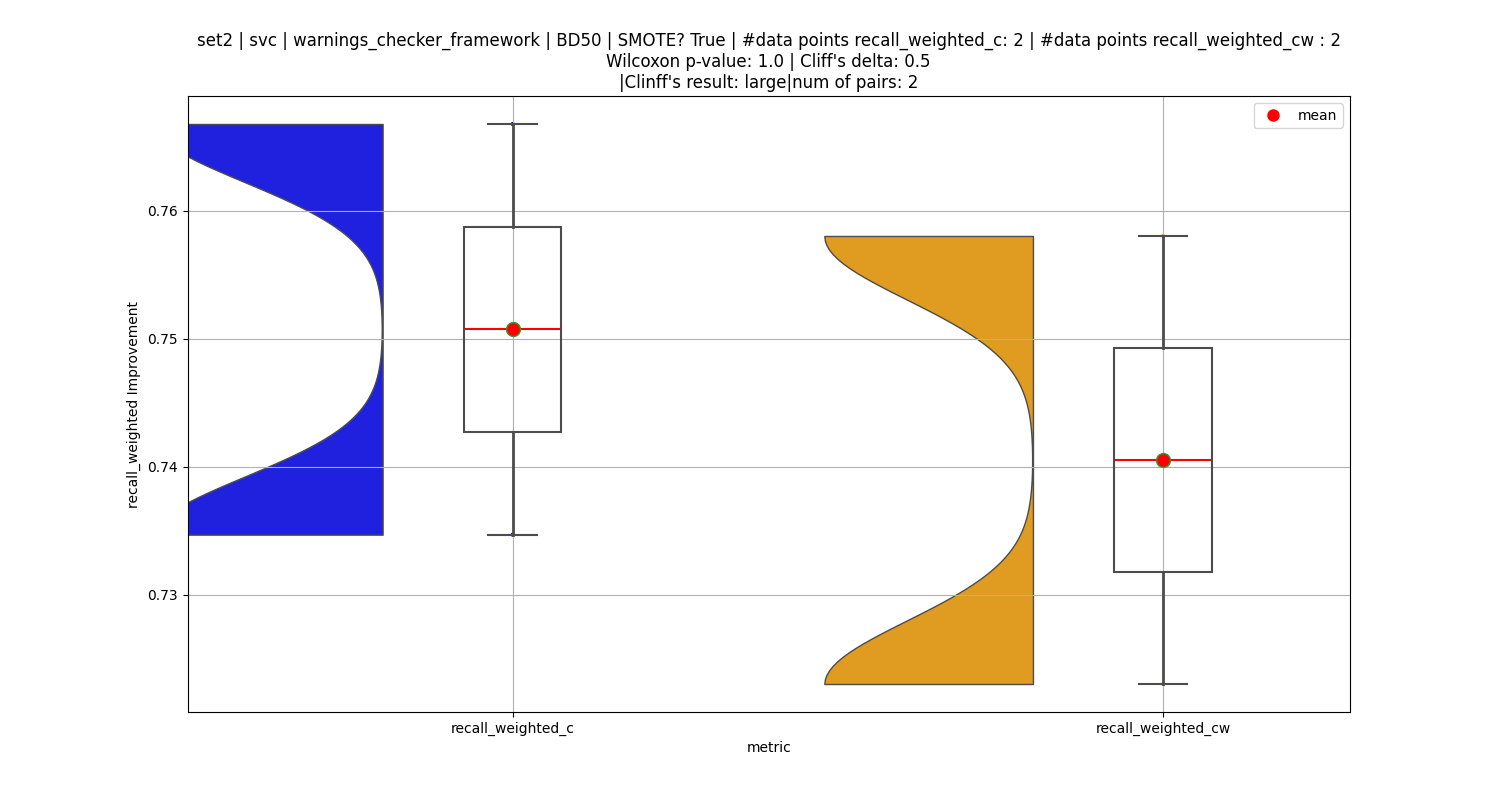 set2 | svc | warnings_checker_framework | BD50 | SMOTE? True | #data points recall_weighted_c: 2 | #data points recall_weighted_cw : 2
Wilcoxon p-value: 1.0 | Cliff's delta: 0.5
|Clinff's result: large|num of pairs: 2
mean
0.76
0.75
0.74
0.73
recall_weighted Improvement
recall_weighted_c
recall_weighted_cw
metric